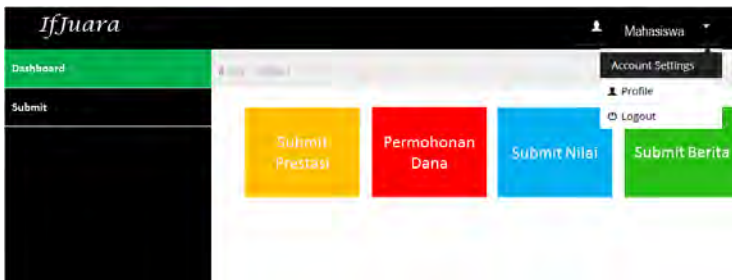 IfJuara
Mahasiswa
Dashboard
Account Settings
Profile
Submit
Logout
Submit
Prestasi
Permohonan
Dana
Submit Nilai
Submit Berita